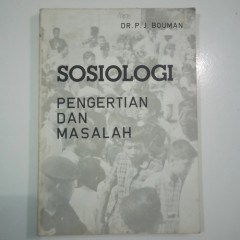 DR. P. J. BOUMAN
SOSIOLOGI
PENGERTIAN
DAN
MASALAH